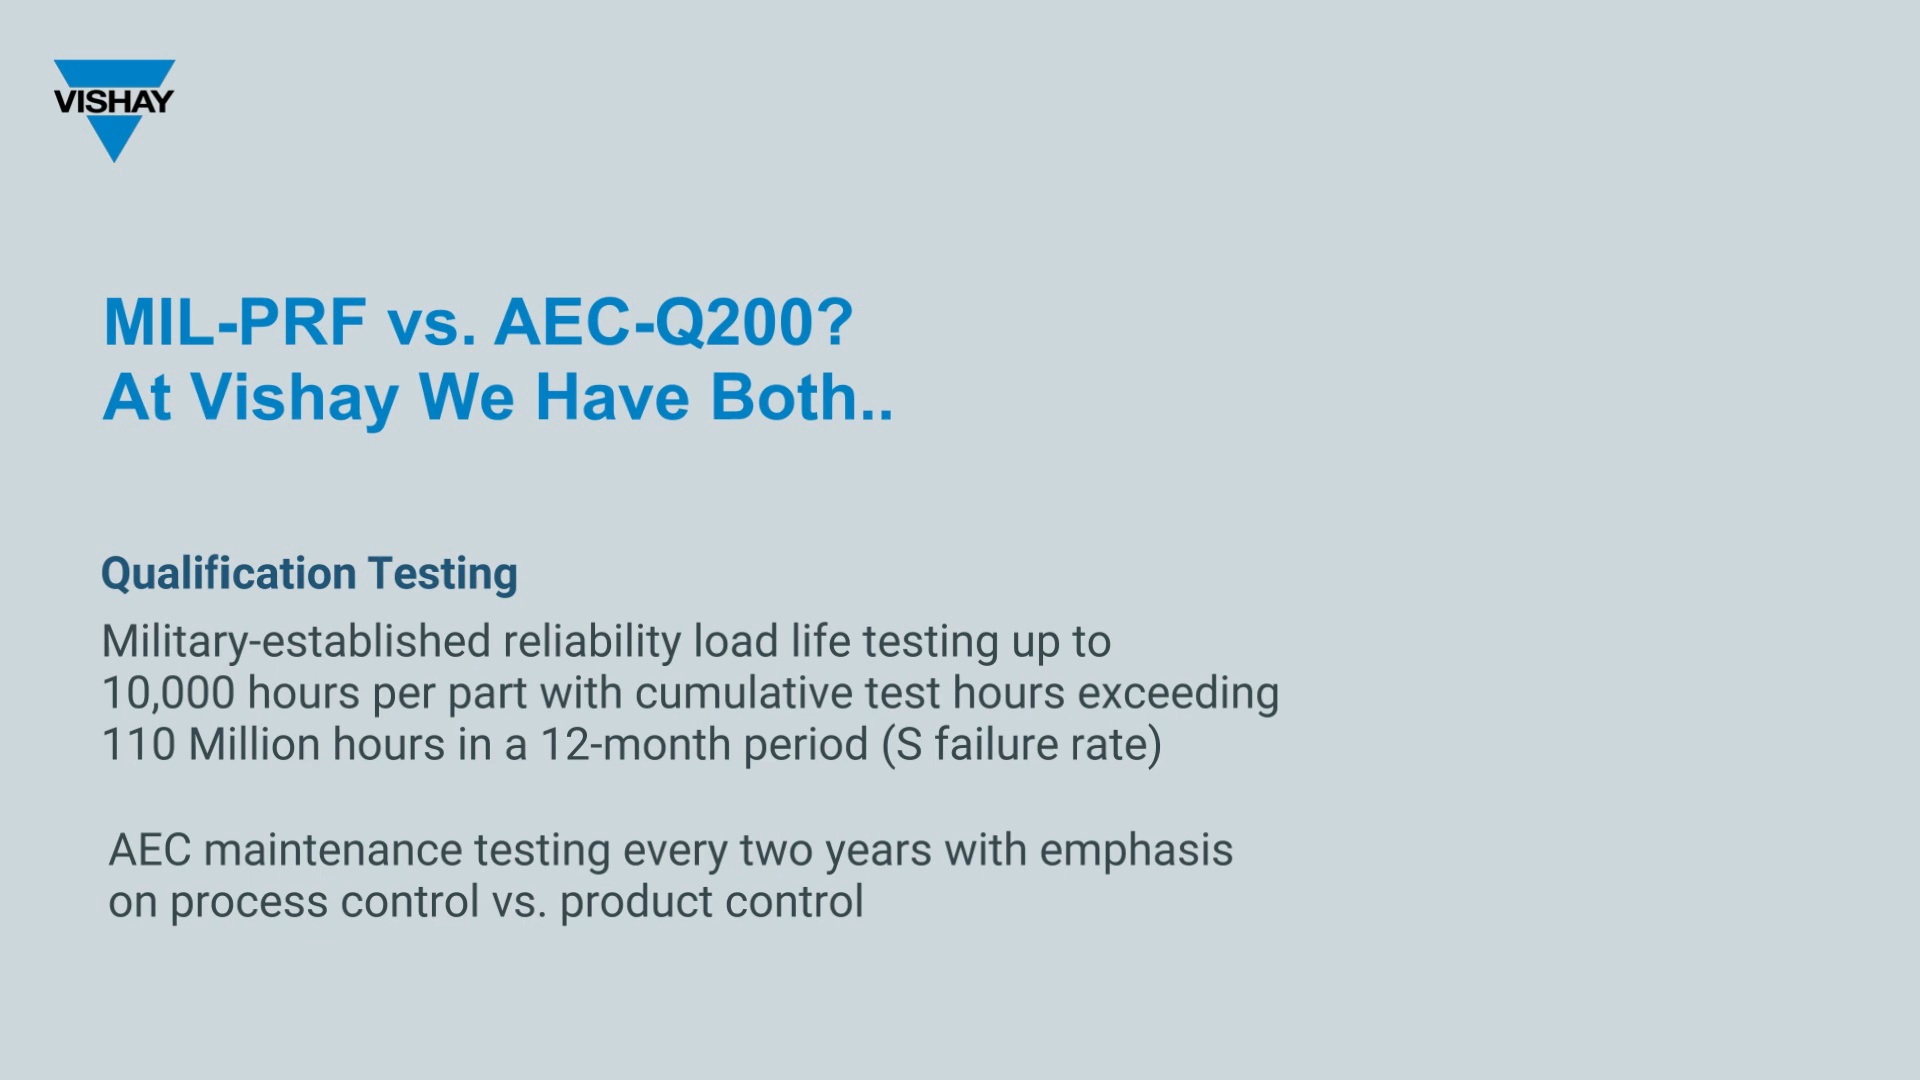 VISHAY
MIL-PRF vs. AEC-Q200?
At Vishay We Have Both..
Qualification Testing
Military-established reliability load life testing up to
10,000 hours per part with cumulative test hours exceeding
110 Million hours in a 12-month period (S failure rate)
AEC maintenance testing every two years with emphasis
on process control vs. product control